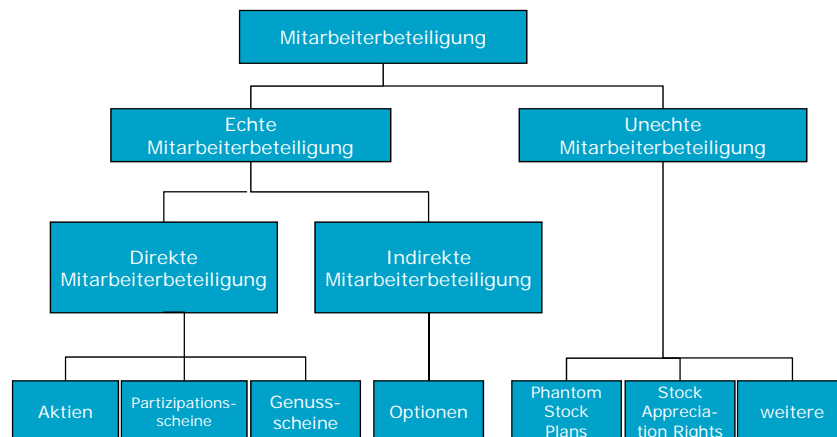 Mitarbeiterbeteiligung
Echte
Mitarbeiterbeteiligung
Unechte
Mitarbeiterbeteiligung
Direkte
Mitarbeiterbeteiligung
Indirekte
Mitarbeiterbeteiligung
Aktien
Partizipations-
scheine
Genuss-
scheine
Optionen
Phantom
Stock
Plans
Stock
Apprecia-
tion Rights
weitere